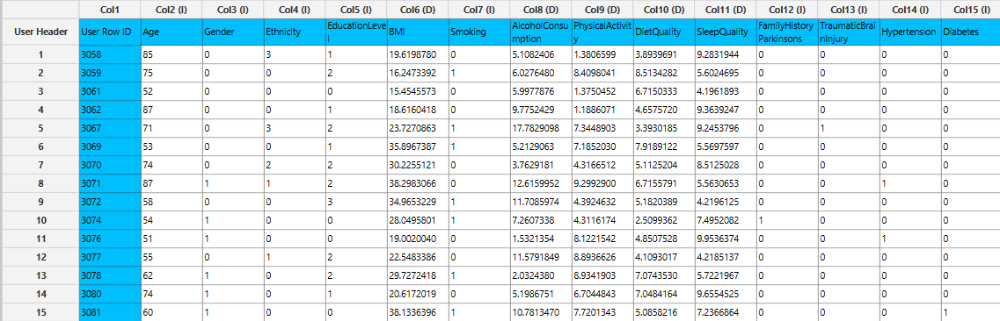 Col1 Col2 (I) Col3 (I) Col4 (I) Col5 (I) Col6 (D) Col7 (I) Col8 (D) Col9 (D) Col10 (D) Col11 (D) Col12 (I) Col13 (I) Col14 (I) Col15 (I)
User Header User Row ID Age Gender Ethnicity EducationLevel BMI Smoking AlcoholConsumption PhysicalActivity DietQuality SleepQuality FamilyHistoryParkinsons TraumaticBrainInjury Hypertension Diabetes
1 3058 85 0 3 1 19.6198780 0 5.1082406 1.3806599 3.8939691 9.2831944 0 0 0 0
2 3059 75 0 0 2 16.2473392 1 6.0276480 8.4098041 8.5134282 5.6024695 0 0 0 0
3 3061 52 0 0 0 15.4545573 0 5.9977876 1.3750452 6.7150333 4.1961893 0 0 0 0
4 3062 87 0 0 1 18.6160418 0 9.7752429 1.1886071 4.6575720 9.3639247 0 0 0 0
5 3067 71 0 3 2 23.7270863 1 17.7829098 7.3448903 3.3930185 9.2453796 0 1 0 0
6 3069 53 0 0 1 35.8967387 1 5.2129063 7.1852030 7.9189122 5.5697597 0 0 0 0
7 3070 74 0 2 2 30.2255121 0 3.7629181 4.3166512 5.1125204 8.5125028 0 0 0 0
8 3071 87 1 1 2 38.2983066 0 12.6159952 9.2992900 6.7155791 5.5630653 0 0 1 0
9 3072 58 0 0 3 34.9653229 1 11.7085974 4.3924632 5.1820389 4.2196125 0 0 0 0
10 3074 54 1 0 0 28.0495801 1 7.2607338 4.3116174 2.5099362 7.4952082 1 0 0 0
11 3076 51 1 0 0 19.0020040 0 1.5321354 8.1221542 4.8507528 9.9536374 0 0 1 0
12 3077 55 0 1 2 22.5483386 0 11.5791849 8.8936626 4.1093017 4.2185137 0 0 0 0
13 3078 62 1 0 2 29.7272418 1 2.0324380 8.9341903 7.0743530 5.7221967 0 0 0 0
14 3080 74 1 0 1 20.6172019 0 5.1986751 6.7044843 7.0484164 9.6554525 0 0 0 0
15 3081 60 1 0 0 38.1336396 1 10.7813470 7.7201343 5.0858216 7.2366864 0 0 0 1